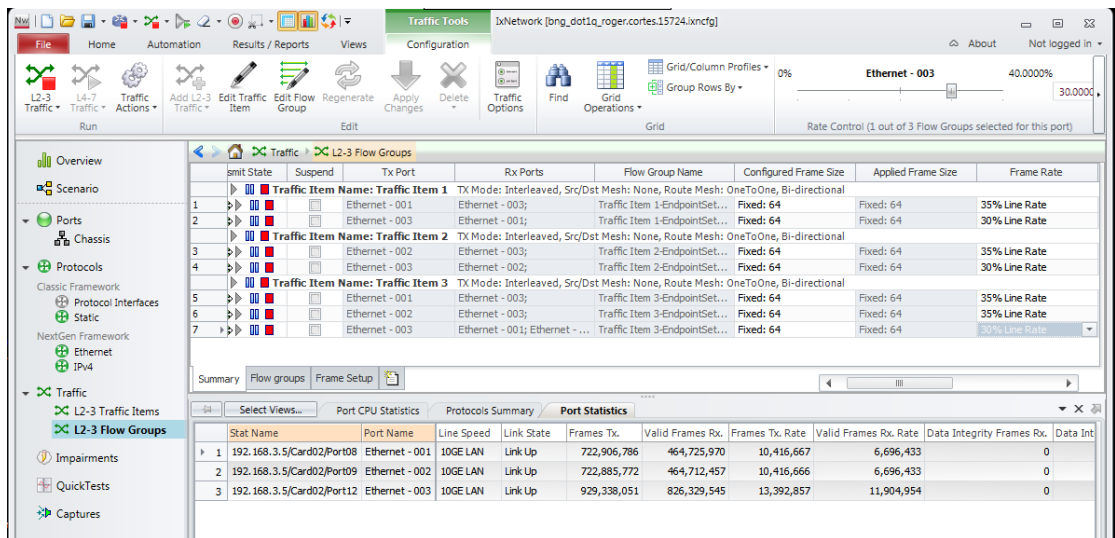 Traffic Tools IxNetwork [bng_dot1q_roger.cortes.15724.ixncfg]
File Home Automation Results / Reports Views Configuration About Not logged in
L2-3 Traffic L4-7 Traffic Traffic Actions Add L2-3 Traffic Edit Traffic Item Edit Flow Group Regenerate Apply Changes Delete Traffic Options Find Grid Operations Grid/Column Profiles Group Rows By 0% Ethernet - 003 40.0000% 30.000
Run Edit Grid Rate Control (1 out of 3 Flow Groups selected for this port)
Overview
Scenario
Ports
Chassis
Protocols
Classic Framework
Protocol Interfaces
Static
NextGen Framework
Ethernet
IPv4
Traffic
L2-3 Traffic Items
L2-3 Flow Groups
Impairments
QuickTests
Captures
Traffic L2-3 Flow Groups
smit State Suspend Tx Port Rx Ports Flow Group Name Configured Frame Size Applied Frame Size Frame Rate
Traffic Item Name: Traffic Item 1 TX Mode: Interleaved, Src/Dst Mesh: None, Route Mesh: OneToOne, Bi-directional
1 Ethernet - 001 Ethernet - 003; Traffic Item 1-EndpointSet... Fixed: 64 Fixed: 64 35% Line Rate
2 Ethernet - 003 Ethernet - 001; Traffic Item 1-EndpointSet... Fixed: 64 Fixed: 64 30% Line Rate
Traffic Item Name: Traffic Item 2 TX Mode: Interleaved, Src/Dst Mesh: None, Route Mesh: OneToOne, Bi-directional
3 Ethernet - 002 Ethernet - 003; Traffic Item 2-EndpointSet... Fixed: 64 Fixed: 64 35% Line Rate
4 Ethernet - 003 Ethernet - 002; Traffic Item 2-EndpointSet... Fixed: 64 Fixed: 64 30% Line Rate
Traffic Item Name: Traffic Item 3 TX Mode: Interleaved, Src/Dst Mesh: None, Route Mesh: OneToOne, Bi-directional
5 Ethernet - 001 Ethernet - 003; Traffic Item 3-EndpointSet... Fixed: 64 Fixed: 64 35% Line Rate
6 Ethernet - 002 Ethernet - 003; Traffic Item 3-EndpointSet... Fixed: 64 Fixed: 64 35% Line Rate
7 Ethernet - 003 Ethernet - 001; Ethernet - ... Traffic Item 3-EndpointSet... Fixed: 64 Fixed: 64 30% Line Rate
Summary Flow groups Frame Setup
Select Views... Port CPU Statistics Protocols Summary Port Statistics
Stat Name Port Name Line Speed Link State Frames Tx. Valid Frames Rx. Frames Tx. Rate Valid Frames Rx. Rate Data Integrity Frames Rx. Data Int
1 192.168.3.5/Card02/Port08 Ethernet - 001 10GE LAN Link Up 722,906,786 464,725,970 10,416,667 6,696,433 0
2 192.168.3.5/Card02/Port09 Ethernet - 002 10GE LAN Link Up 722,885,772 464,712,457 10,416,666 6,696,433 0
3 192.168.3.5/Card02/Port12 Ethernet - 003 10GE LAN Link Up 929,338,051 826,329,545 13,392,857 11,904,954 0